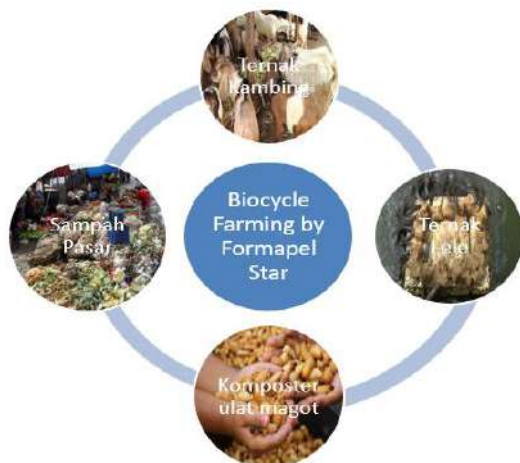 Ternak
Kambing
Sampah
Pasar
Biocycle
Farming by
Formapel
Star
Ternak
Lele
Komposter
ulat magot